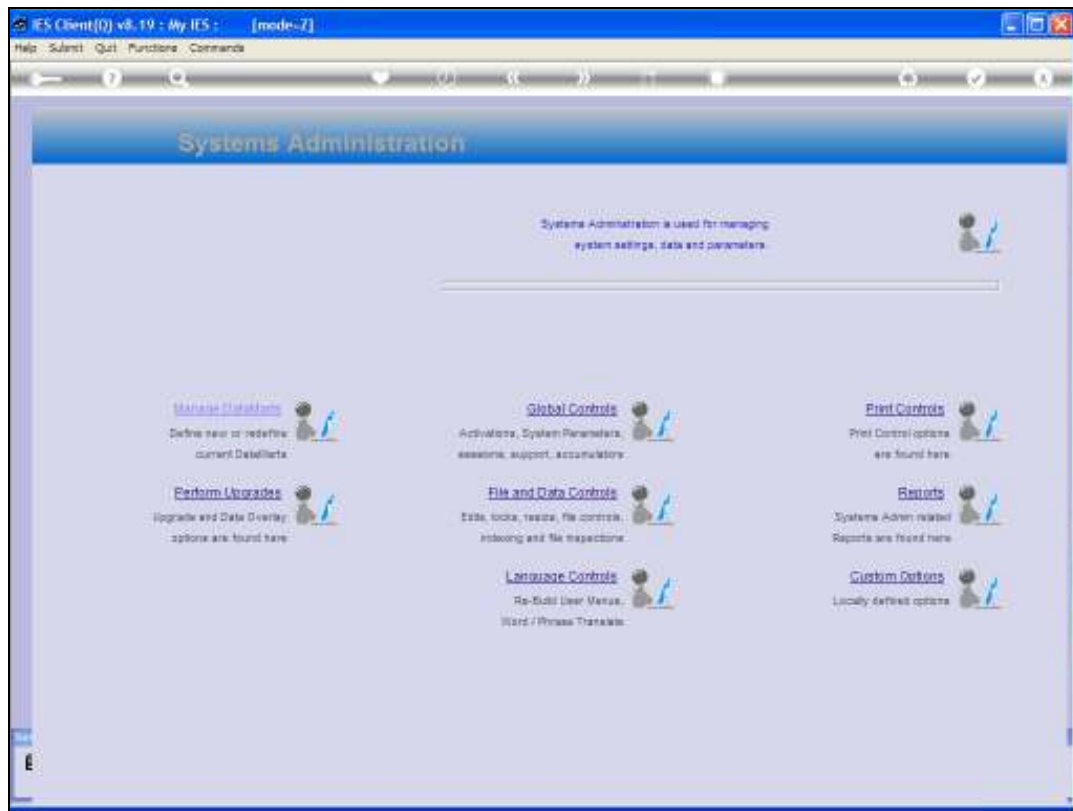 IES Client(Q) v8.19 : My IES : [mode-Z]
Help Submit Quit Functions Commands
Systems Administration
Systems Administration is used for managing
system settings, data and parameters.
Manage DataMarts
Define new or redefine
current DataMarts
Perform Upgrades
Upgrade and Data Overlay
options are found here
Global Controls
Activations, System Parameters,
sessions, support, accumulators
File and Data Controls
Edits, locks, resize, file controls,
indexing and file inspections
Language Controls
Re-Build User Menus,
Word / Phrase Translate
Print Controls
Print Control options
are found here
Reports
Systems Admin related
Reports are found here
Custom Options
Locally defined options